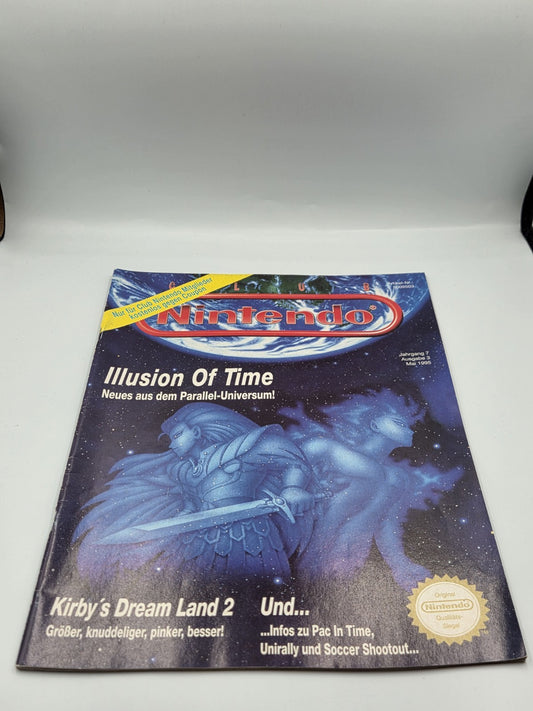 CLUB
Nur für Club Nintendo Mitglieder
kostenlos gegen Coupon
Nintendo®
Jahrgang 7
Ausgabe 3
Mai 1995
Illusion Of Time
Neues aus dem Parallel-Universum!
Kirby´s Dream Land 2
Größer, knuddeliger, pinker, besser!
Und...
...Infos zu Pac In Time,
Unirally und Soccer Shootout...
Original
Nintendo
Qualitäts-
Siegel